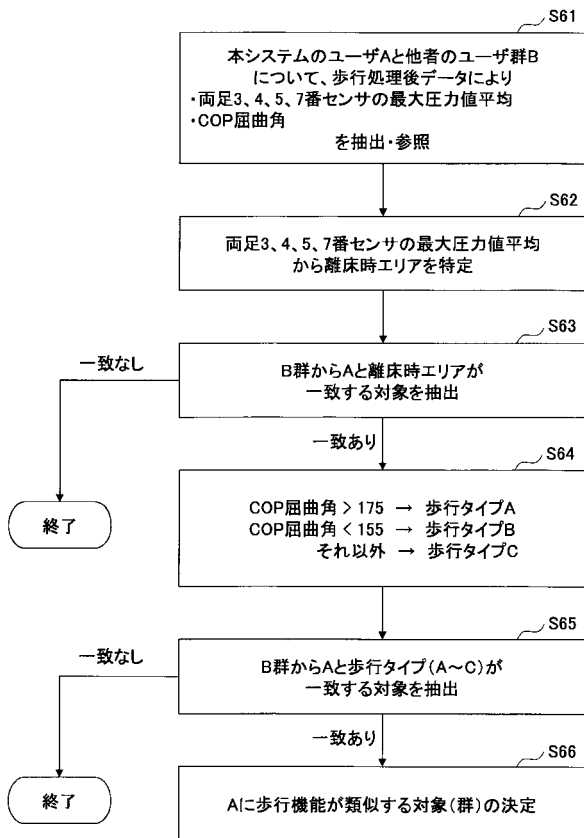 S61
本システムのユーザAと他者のユーザ群B
について、歩行処理後データにより
・両足3、4、5、7番センサの最大圧力値平均
・COP屈曲角
を抽出・参照
S62
両足3、4、5、7番センサの最大圧力値平均
から離床時エリアを特定
S63
B群からAと離床時エリアが
一致する対象を抽出
一致なし
終了
一致あり
S64
COP屈曲角 > 175 → 歩行タイプA
COP屈曲角 < 155 → 歩行タイプB
それ以外 → 歩行タイプC
S65
B群からAと歩行タイプ(A～C)が
一致する対象を抽出
一致なし
終了
一致あり
S66
Aに歩行機能が類似する対象(群)の決定